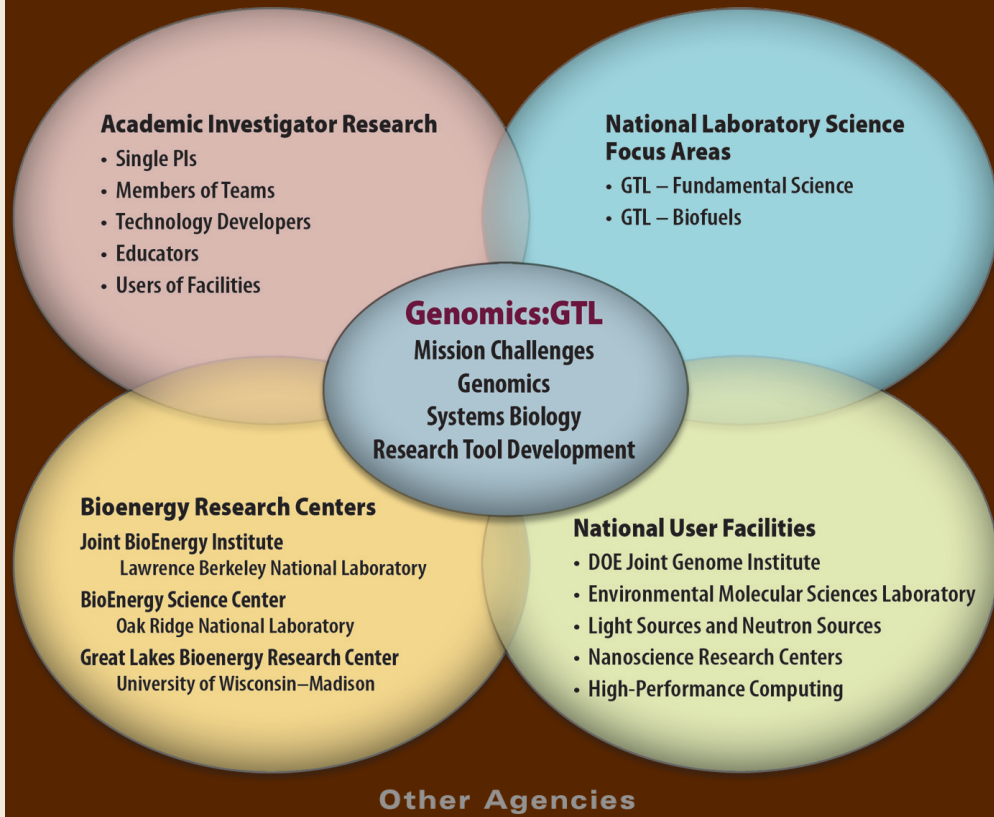 Academic Investigator Research
• Single PIs
• Members of Teams
• Technology Developers
• Educators
• Users of Facilities
National Laboratory Science
Focus Areas
• GTL – Fundamental Science
• GTL – Biofuels
Genomics:GTL
Mission Challenges
Genomics
Systems Biology
Research Tool Development
Bioenergy Research Centers
Joint BioEnergy Institute
Lawrence Berkeley National Laboratory
BioEnergy Science Center
Oak Ridge National Laboratory
Great Lakes Bioenergy Research Center
University of Wisconsin–Madison
National User Facilities
• DOE Joint Genome Institute
• Environmental Molecular Sciences Laboratory
• Light Sources and Neutron Sources
• Nanoscience Research Centers
• High-Performance Computing
Other Agencies